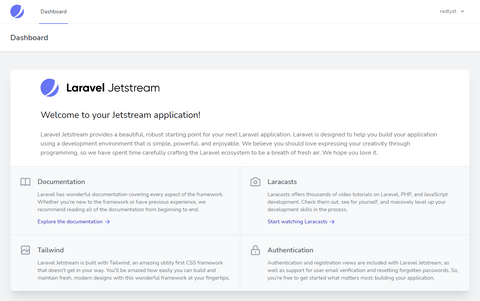 Dashboard
redlyst
Dashboard
Laravel Jetstream
Welcome to your Jetstream application!
Laravel Jetstream provides a beautiful, robust starting point for your next Laravel application. Laravel is designed to help you build your application
using a development environment that is simple, powerful, and enjoyable. We believe you should love expressing your creativity through
programming, so we have spent time carefully crafting the Laravel ecosystem to be a breath of fresh air. We hope you love it.
Documentation
Laravel has wonderful documentation covering every aspect of the framework.
Whether you're new to the framework or have previous experience, we
recommend reading all of the documentation from beginning to end.
Explore the documentation →
Laracasts
Laracasts offers thousands of video tutorials on Laravel, PHP, and JavaScript
development. Check them out, see for yourself, and massively level up your
development skills in the process.
Start watching Laracasts →
Tailwind
Laravel Jetstream is built with Tailwind, an amazing utility first CSS framework
that doesn't get in your way. You'll be amazed how easily you can build and
maintain fresh, modern designs with this wonderful framework at your fingertips.
Authentication
Authentication and registration views are included with Laravel Jetstream, as
well as support for user email verification and resetting forgotten passwords. So,
you're free to get started what matters most: building your application.